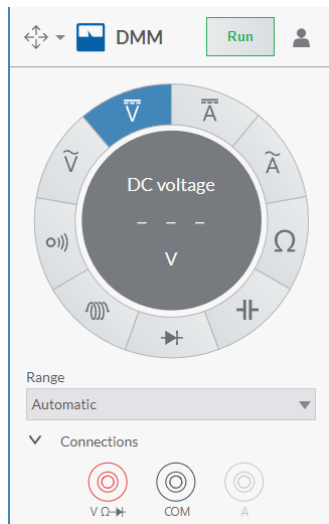 DMM Run
V A
Ṽ Ã
DC voltage
_ _ _
V
Ω
Range
Automatic
Connections
V Ω COM A